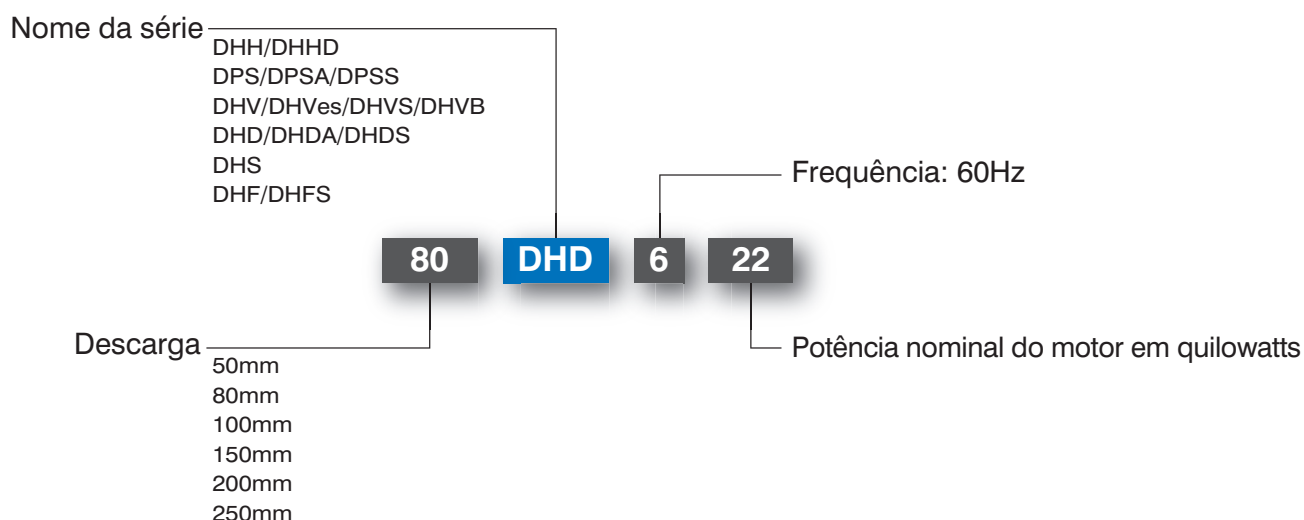 Nome da série
DHH/DHHD
DPS/DPSA/DPSS
DHV/DHVes/DHVS/DHVB
DHD/DHDA/DHDS
DHS
DHF/DHFS
Frequência: 60Hz
80 DHD 6 22
Descarga
50mm
80mm
100mm
150mm
200mm
250mm
Potência nominal do motor em quilowatts